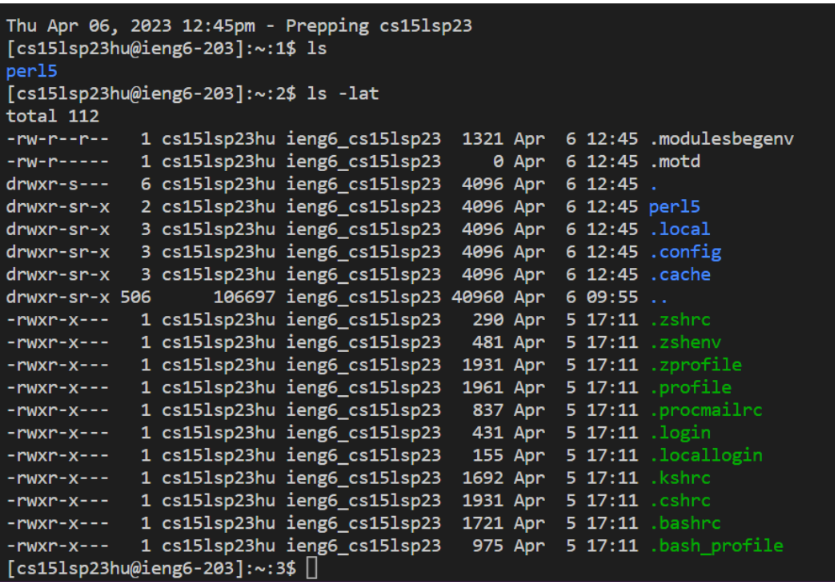 Thu Apr 06, 2023 12:45pm - Prepping cs15lsp23
[cs15lsp23hu@ieng6-203]:~:1$ ls
perl5
[cs15lsp23hu@ieng6-203]:~:2$ ls -lat
total 112
-rw-r--r--   1 cs15lsp23hu ieng6_cs15lsp23  1321 Apr  6 12:45 .modulesbegenv
-rw-r-----   1 cs15lsp23hu ieng6_cs15lsp23     0 Apr  6 12:45 .motd
drwxr-s---   6 cs15lsp23hu ieng6_cs15lsp23  4096 Apr  6 12:45 .
drwxr-sr-x   2 cs15lsp23hu ieng6_cs15lsp23  4096 Apr  6 12:45 perl5
drwxr-sr-x   3 cs15lsp23hu ieng6_cs15lsp23  4096 Apr  6 12:45 .local
drwxr-sr-x   3 cs15lsp23hu ieng6_cs15lsp23  4096 Apr  6 12:45 .config
drwxr-sr-x   3 cs15lsp23hu ieng6_cs15lsp23  4096 Apr  6 12:45 .cache
drwxr-sr-x 506      106697 ieng6_cs15lsp23 40960 Apr  6 09:55 ..
-rwxr-x---   1 cs15lsp23hu ieng6_cs15lsp23   290 Apr  5 17:11 .zshrc
-rwxr-x---   1 cs15lsp23hu ieng6_cs15lsp23   481 Apr  5 17:11 .zshenv
-rwxr-x---   1 cs15lsp23hu ieng6_cs15lsp23  1931 Apr  5 17:11 .zprofile
-rwxr-x---   1 cs15lsp23hu ieng6_cs15lsp23  1961 Apr  5 17:11 .profile
-rwxr-x---   1 cs15lsp23hu ieng6_cs15lsp23   837 Apr  5 17:11 .procmailrc
-rwxr-x---   1 cs15lsp23hu ieng6_cs15lsp23   431 Apr  5 17:11 .login
-rwxr-x---   1 cs15lsp23hu ieng6_cs15lsp23   155 Apr  5 17:11 .locallogin
-rwxr-x---   1 cs15lsp23hu ieng6_cs15lsp23  1692 Apr  5 17:11 .kshrc
-rwxr-x---   1 cs15lsp23hu ieng6_cs15lsp23  1931 Apr  5 17:11 .cshrc
-rwxr-x---   1 cs15lsp23hu ieng6_cs15lsp23  1721 Apr  5 17:11 .bashrc
-rwxr-x---   1 cs15lsp23hu ieng6_cs15lsp23   975 Apr  5 17:11 .bash_profile
[cs15lsp23hu@ieng6-203]:~:3$